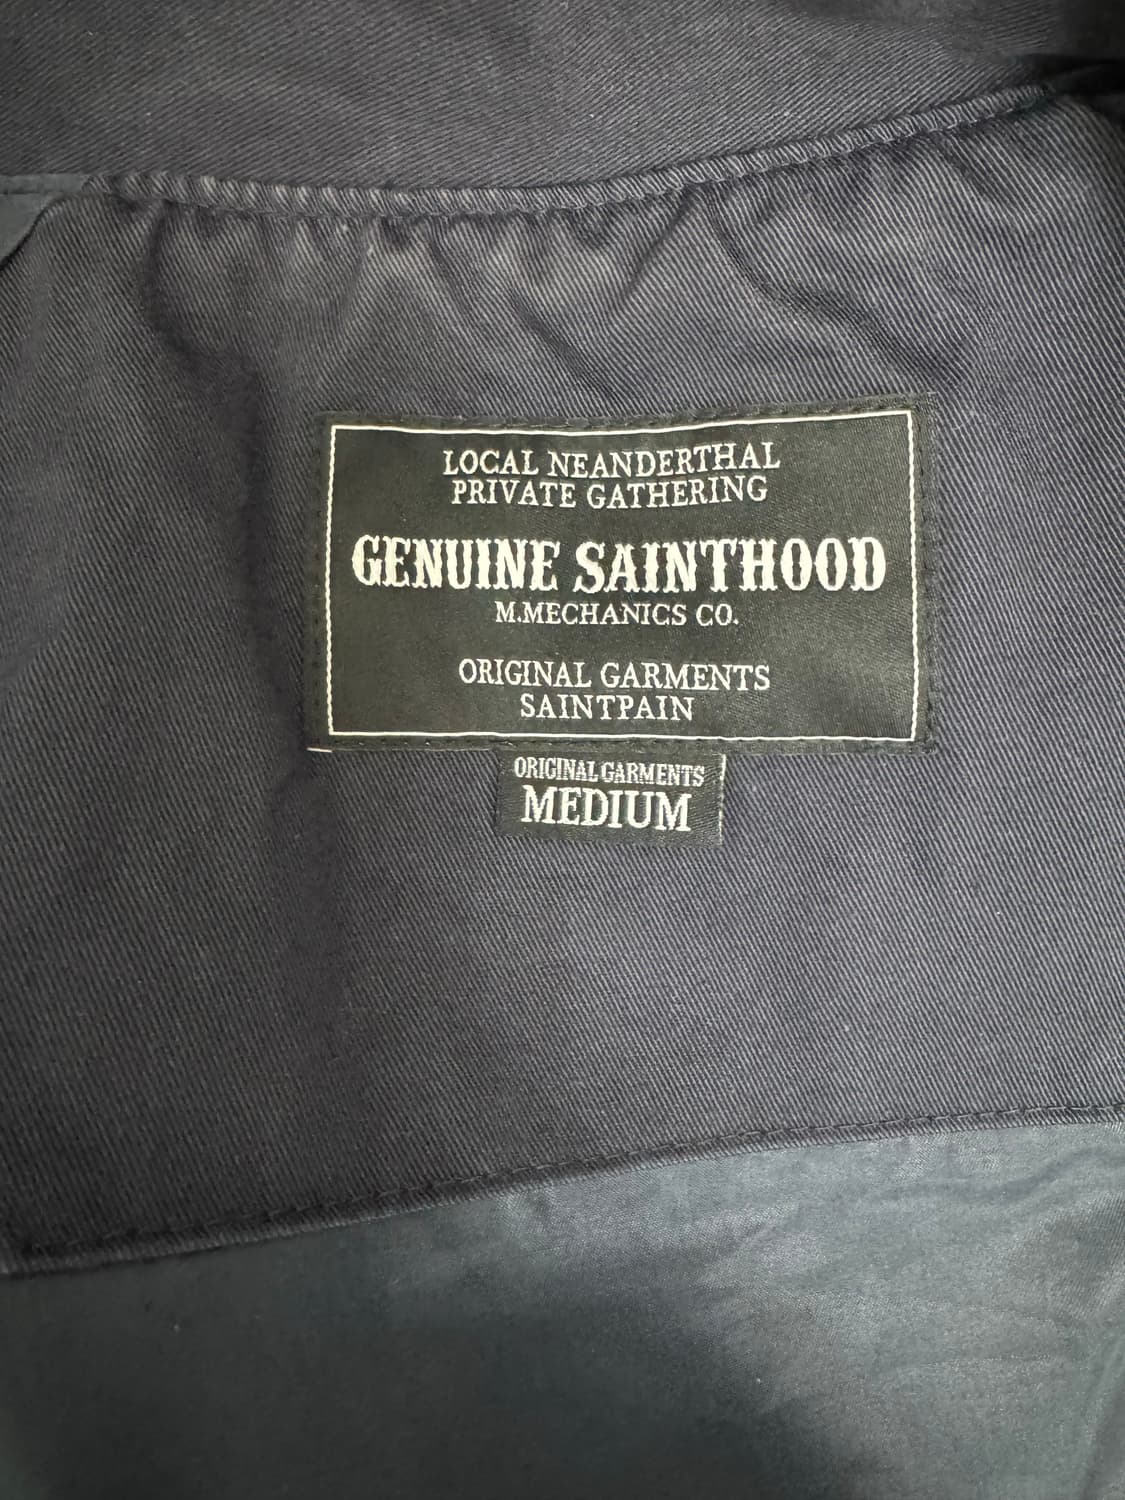 LOCAL NEANDERTHAL
PRIVATE GATHERING
GENUINE SAINTHOOD
M.MECHANICS CO.
ORIGINAL GARMENTS
SAINTPAIN
ORIGINAL GARMENTS
MEDIUM